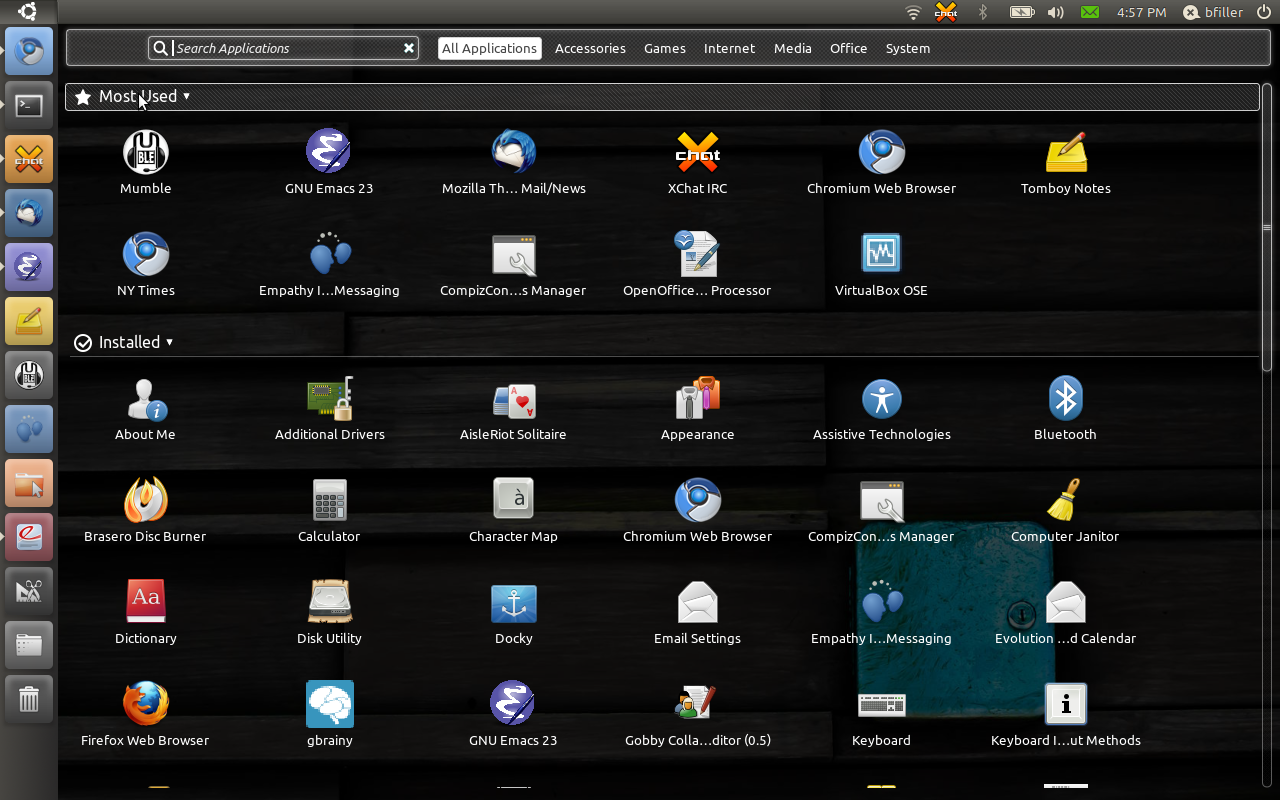 chat
4:57 PM
bfiller
Search Applications
All Applications
Accessories
Games
Internet
Media
Office
System
Most Used
Mumble
GNU Emacs 23
Mozilla Th... Mail/News
XChat IRC
Chromium Web Browser
Tomboy Notes
NY Times
Empathy I...Messaging
CompizCon...s Manager
OpenOffice... Processor
VirtualBox OSE
Installed
About Me
Additional Drivers
AisleRiot Solitaire
Appearance
Assistive Technologies
Bluetooth
Brasero Disc Burner
Calculator
Character Map
Chromium Web Browser
CompizCon...s Manager
Computer Janitor
Dictionary
Disk Utility
Docky
Email Settings
Empathy I...Messaging
Evolution ...d Calendar
Firefox Web Browser
gbrainy
GNU Emacs 23
Gobby Colla...ditor (0.5)
Keyboard
Keyboard I...ut Methods